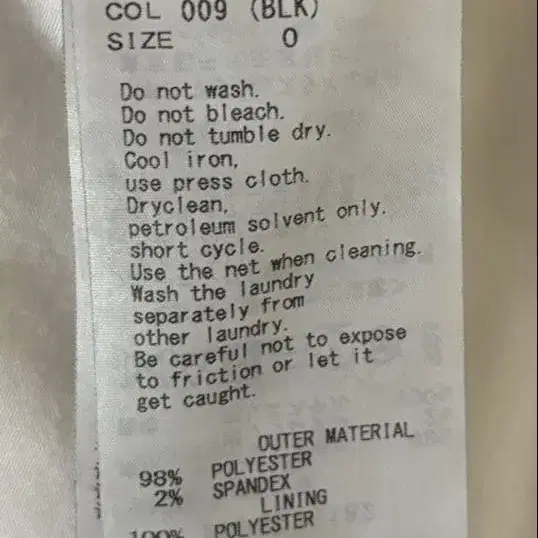 COL 009 (BLK)
SIZE 0
Do not wash.
Do not bleach.
Do not tumble dry.
Cool iron,
use press cloth.
Dryclean,
petroleum solvent only.
short cycle.
Use the net when cleaning.
Wash the laundry
separately from
other laundry.
Be careful not to expose
to friction or let it
get caught.
OUTER MATERIAL
98% POLYESTER
2% SPANDEX
LINING
100% POLYESTER